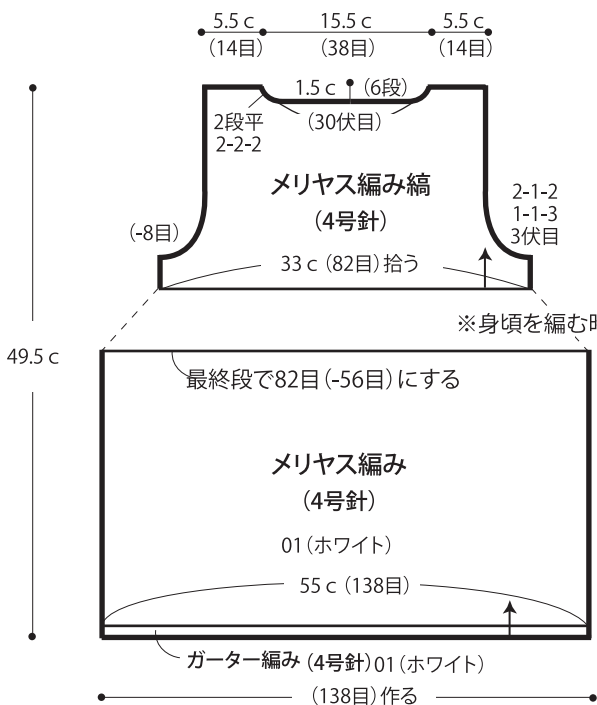 5.5 c 15.5 c 5.5 c
(14目) (38目) (14目)
1.5 c (6段)
2段平
2-2-2
(30伏目)
メリヤス編み縞
(4号針)
2-1-2
1-1-3
3伏目
(-8目)
33 c (82目) 拾う
※身頃を編む
49.5 c
最終段で82目(-56目)にする
メリヤス編み
(4号針)
01(ホワイト)
55 c (138目)
ガーター編み (4号針) 01(ホワイト)
(138目)作る